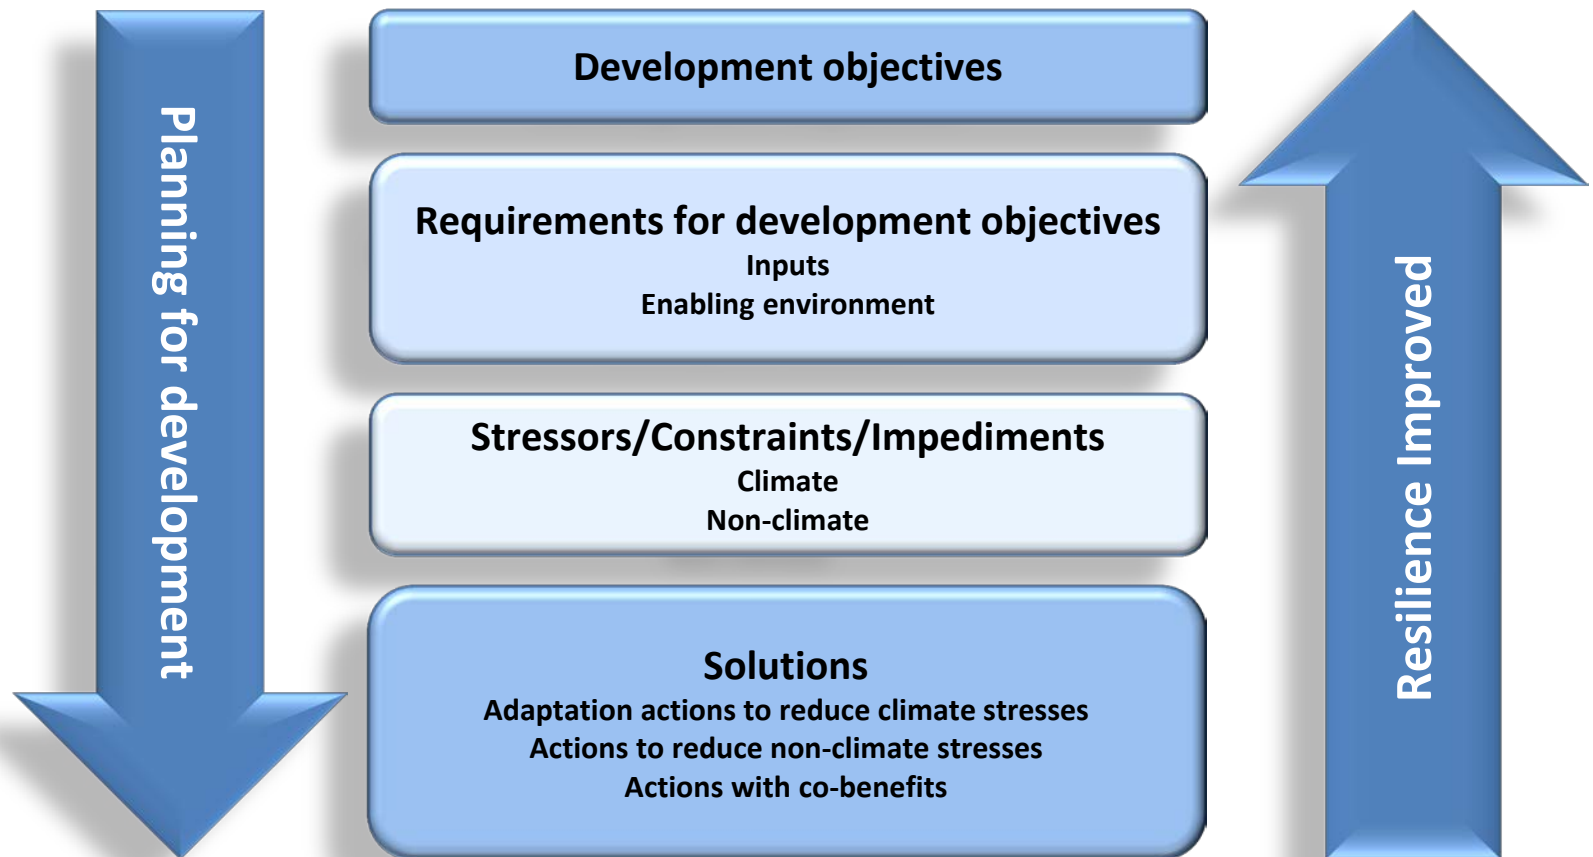 Planning for development
Development objectives
Requirements for development objectives
Inputs
Enabling environment
Stressors/Constraints/Impediments
Climate
Non-climate
Solutions
Adaptation actions to reduce climate stresses
Actions to reduce non-climate stresses
Actions with co-benefits
Resilience Improved